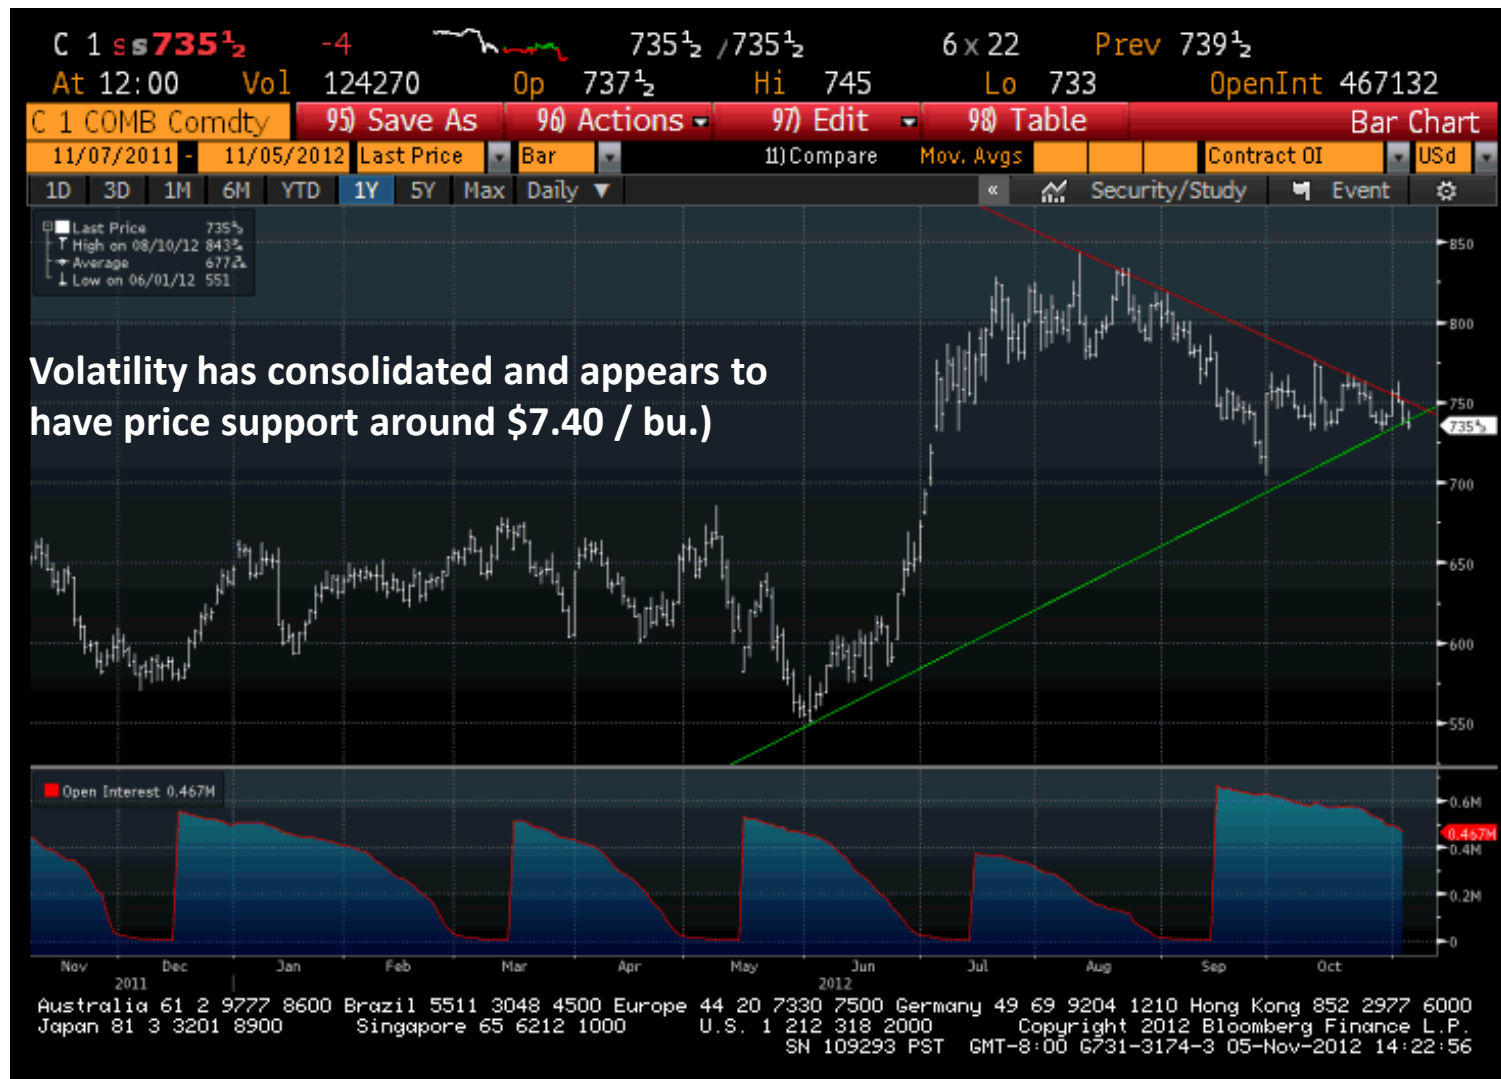 C 1 s s 735½ -4 735½ / 735½ 6 x 22 Prev 739½
At 12:00 Vol 124270 Op 737½ Hi 745 Lo 733 OpenInt 467132
C 1 COMB Comdty 95) Save As 96) Actions 97) Edit 98) Table Bar Chart
11/07/2011 - 11/05/2012 Last Price Bar 11) Compare Mov. Avgs Contract OI USd
1D 3D 1M 6M YTD 1Y 5Y Max Daily ▼ « Security/Study Event
Last Price 735½
High on 08/10/12 843¾
Average 677
Low on 06/01/12 551
850
800
Volatility has consolidated and appears to
have price support around $7.40 / bu.)
750
735½
700
650
600
550
Open Interest 0.467M
0.6M
0.467M
0.4M
0.2M
0
Nov Dec Jan Feb Mar Apr May Jun Jul Aug Sep Oct
2011 2012
Australia 61 2 9777 8600 Brazil 5511 3048 4500 Europe 44 20 7330 7500 Germany 49 69 9204 1210 Hong Kong 852 2977 6000
Japan 81 3 3201 8900 Singapore 65 6212 1000 U.S. 1 212 318 2000 Copyright 2012 Bloomberg Finance L.P.
SN 109293 PST GMT-8:00 G731-3174-3 05-Nov-2012 14:22:56